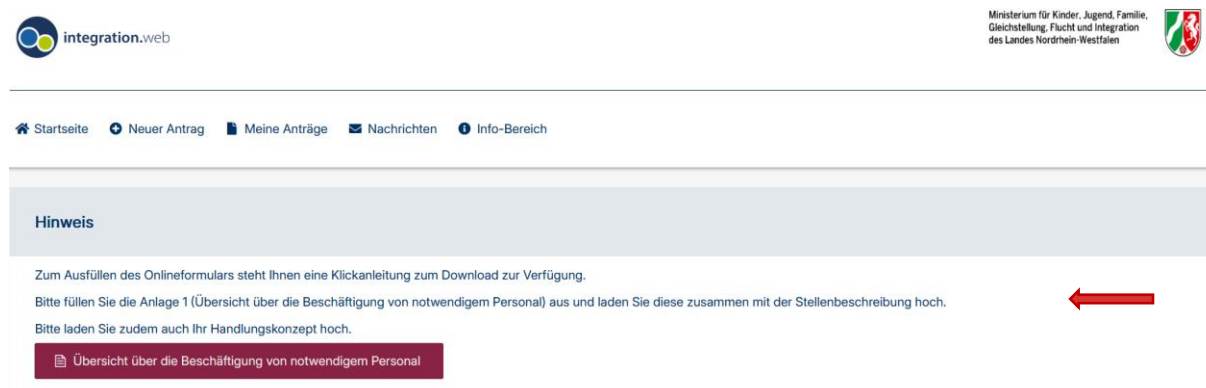 integration.web
Ministerium für Kinder, Jugend, Familie,
Gleichstellung, Flucht und Integration
des Landes Nordrhein-Westfalen
Startseite Neuer Antrag Meine Anträge Nachrichten Info-Bereich
Hinweis
Zum Ausfüllen des Onlineformulars steht Ihnen eine Klickanleitung zum Download zur Verfügung.
Bitte füllen Sie die Anlage 1 (Übersicht über die Beschäftigung von notwendigem Personal) aus und laden Sie diese zusammen mit der Stellenbeschreibung hoch.
Bitte laden Sie zudem auch Ihr Handlungskonzept hoch.
Übersicht über die Beschäftigung von notwendigem Personal